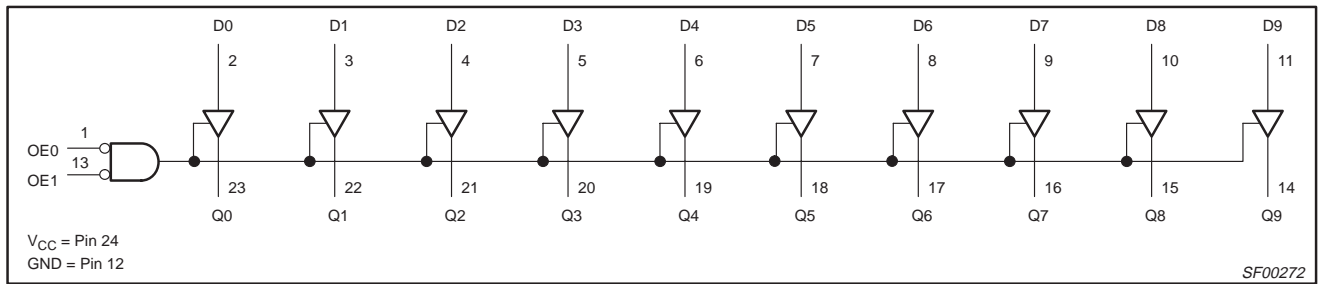 D0 D1 D2 D3 D4 D5 D6 D7 D8 D9
2 3 4 5 6 7 8 9 10 11
1
OE0
13
OE1
23 22 21 20 19 18 17 16 15 14
Q0 Q1 Q2 Q3 Q4 Q5 Q6 Q7 Q8 Q9
VCC = Pin 24
GND = Pin 12
SF00272